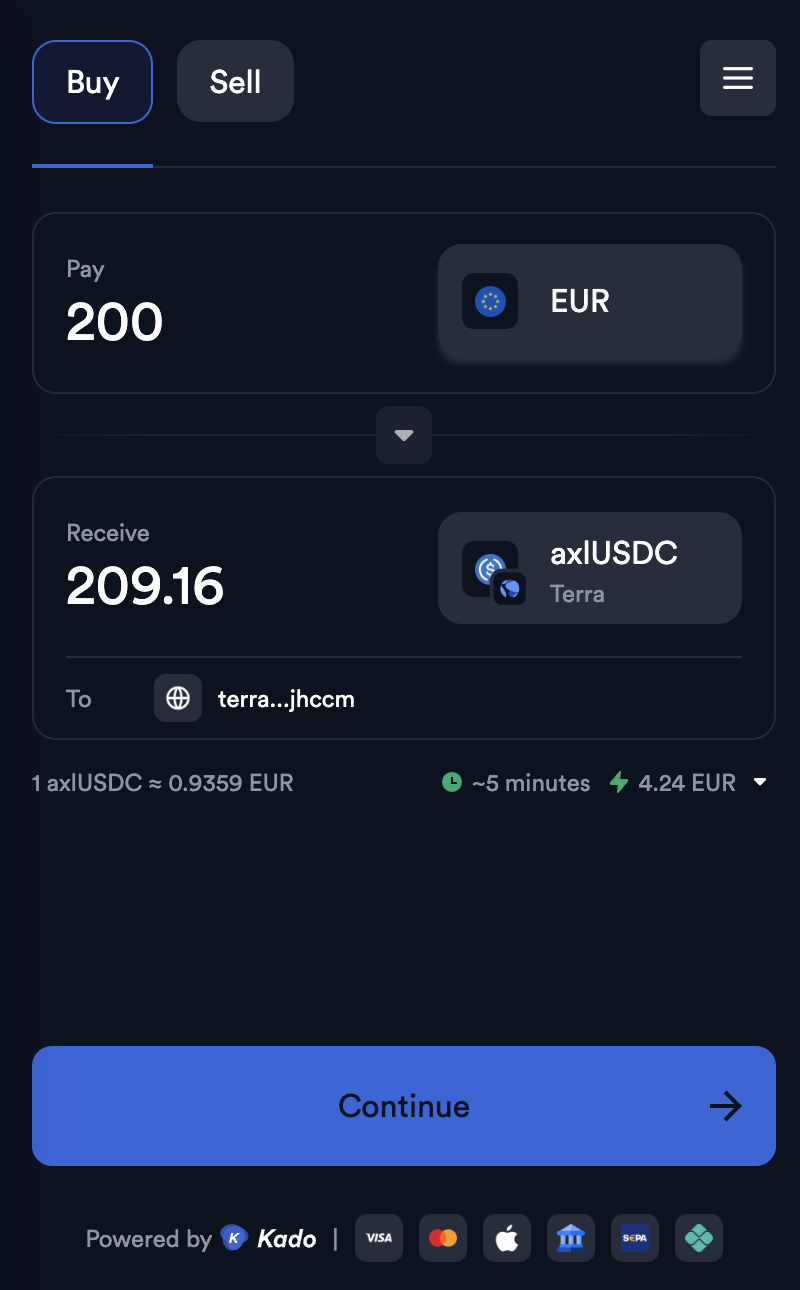 Buy Sell
Pay
200
EUR
Receive
209.16
axlUSDC
Terra
To terra...jhccm
1 axlUSDC ≈ 0.9359 EUR ~5 minutes 4.24 EUR
Continue
Powered by K Kado | VISA S€PA